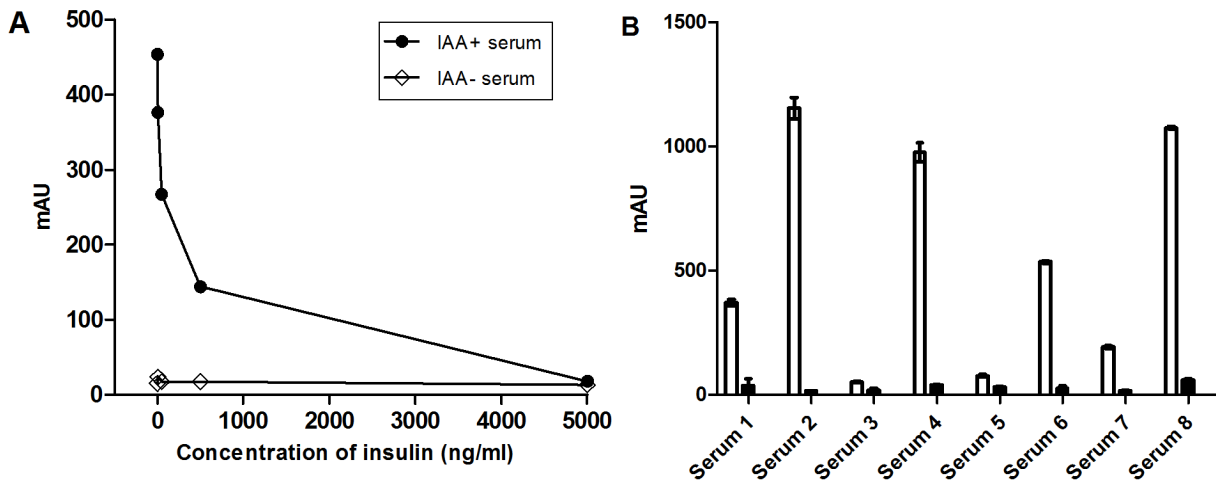 A
500
400
300
200
100
0
mAU
0
1000
2000
3000
4000
5000
Concentration of insulin (ng/ml)
IAA+ serum
IAA- serum
B
1500
1000
500
0
mAU
Serum 1
Serum 2
Serum 3
Serum 4
Serum 5
Serum 6
Serum 7
Serum 8